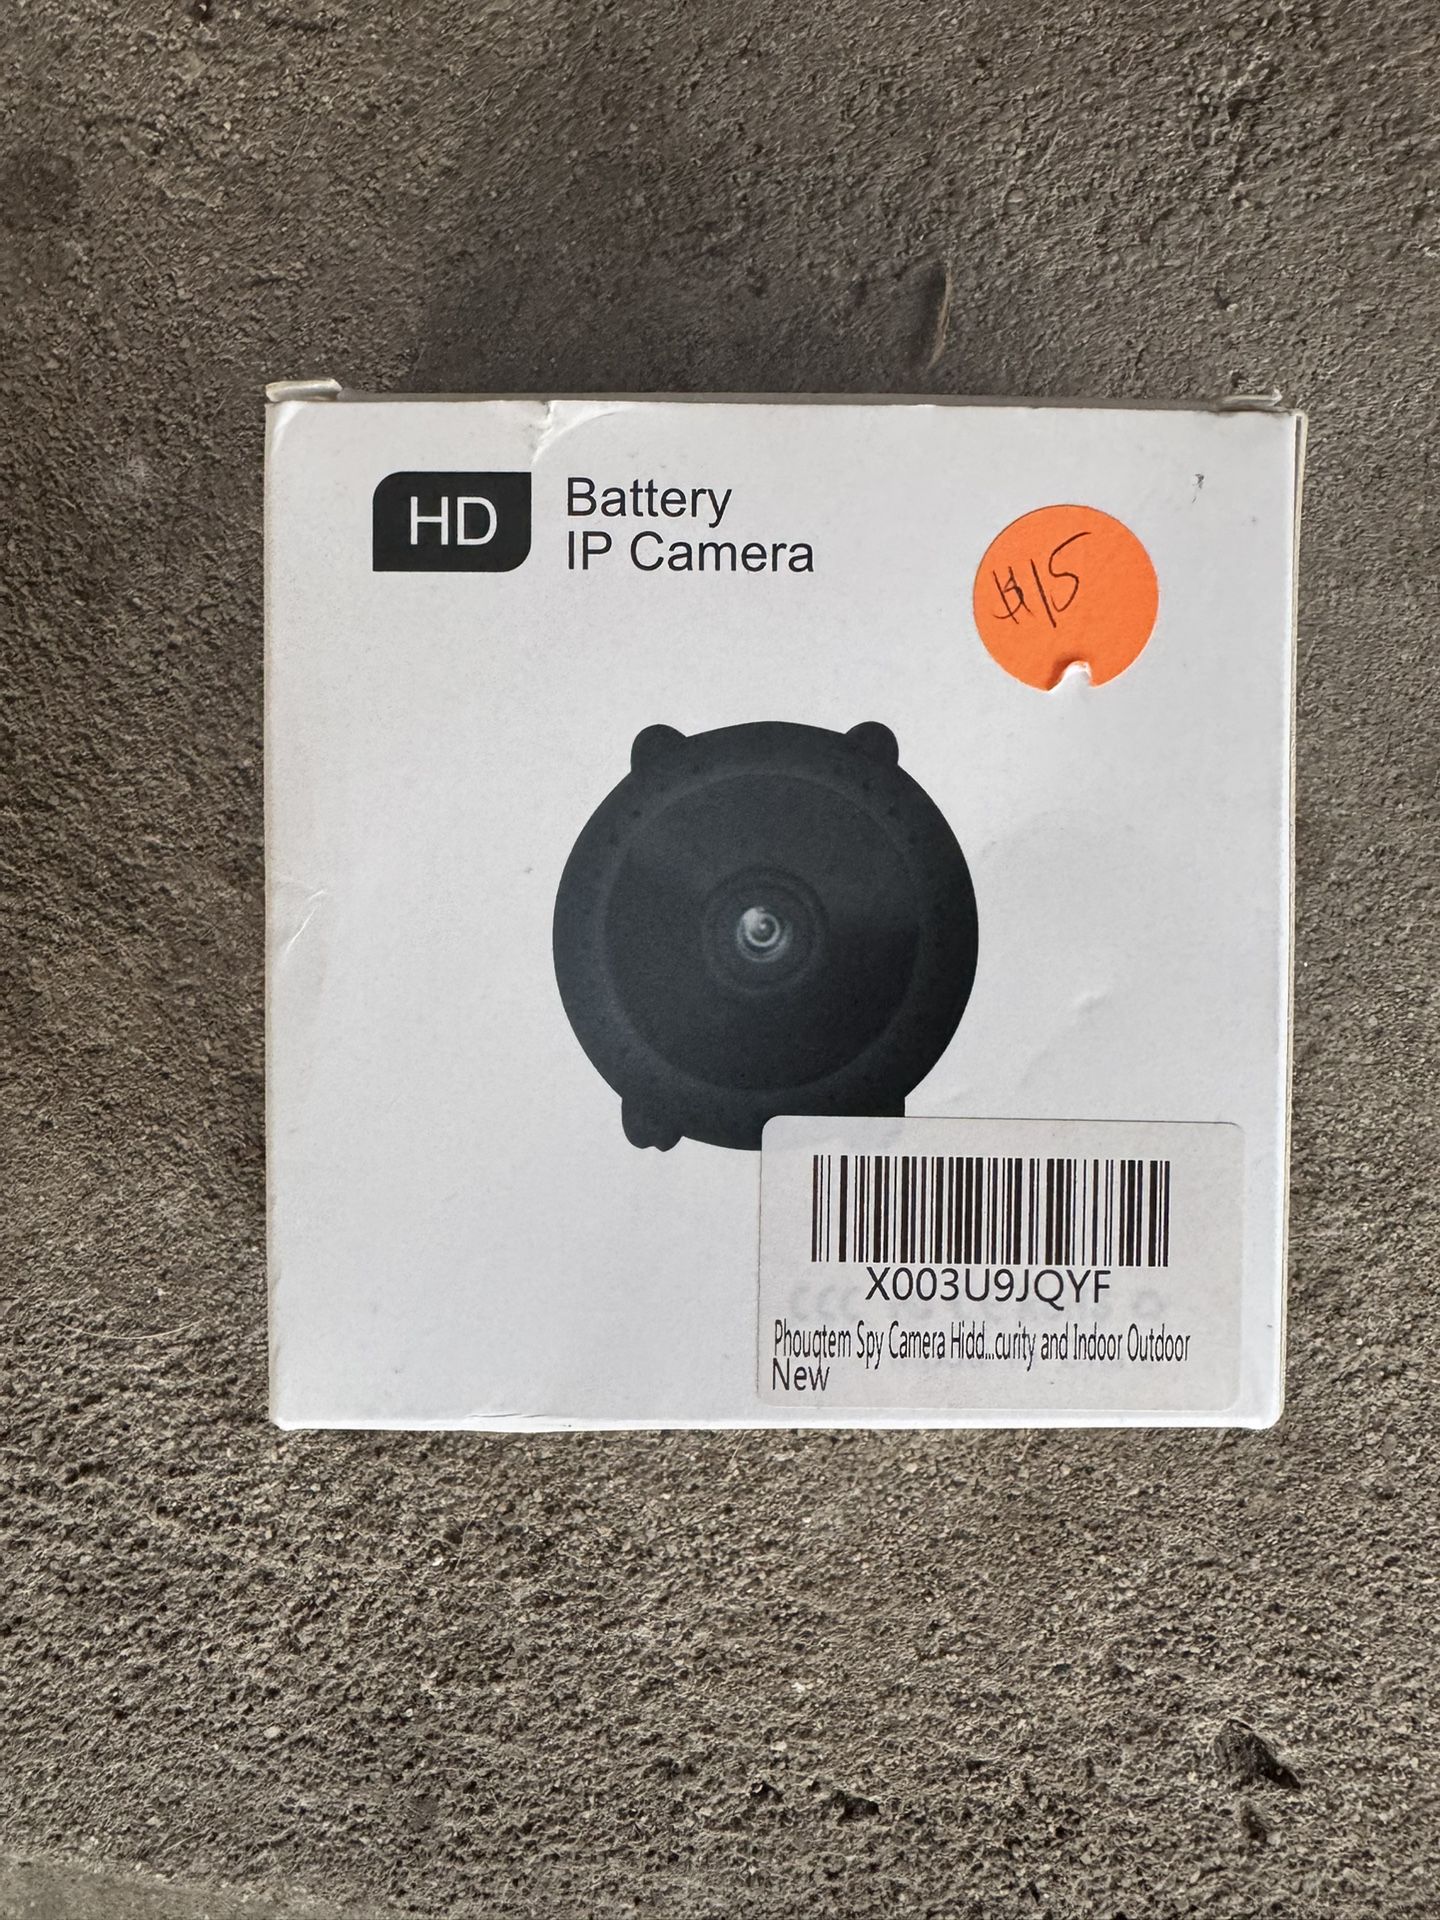 HD
Battery
IP Camera
$15
X003U9JQYF
Phouqtem Spy Camera Hidd...curity and Indoor Outdoor
New